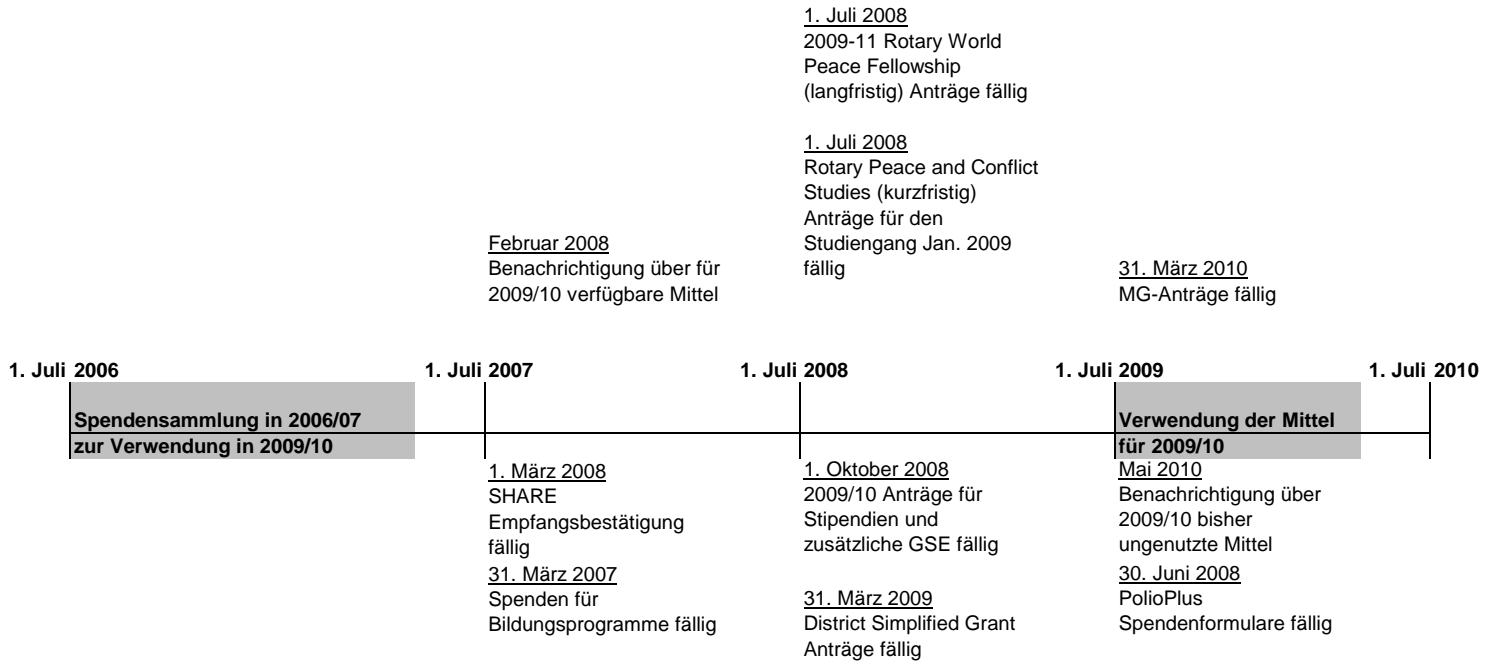 1. Juli 2008
2009-11 Rotary World
Peace Fellowship
(langfristig) Anträge fällig
1. Juli 2008
Rotary Peace and Conflict
Studies (kurzfristig)
Anträge für den
Studiengang Jan. 2009
fällig
Februar 2008
Benachrichtigung über für
2009/10 verfügbare Mittel
31. März 2010
MG-Anträge fällig
1. Juli 2006
1. Juli 2007
1. Juli 2008
1. Juli 2009
1. Juli 2010
Spendensammlung in 2006/07
zur Verwendung in 2009/10
Verwendung der Mittel
für 2009/10
1. März 2008
SHARE
Empfangsbestätigung
fällig
31. März 2007
Spenden für
Bildungsprogramme fällig
1. Oktober 2008
2009/10 Anträge für
Stipendien und
zusätzliche GSE fällig
31. März 2009
District Simplified Grant
Anträge fällig
Mai 2010
Benachrichtigung über
2009/10 bisher
ungenutzte Mittel
30. Juni 2008
PolioPlus
Spendenformulare fällig